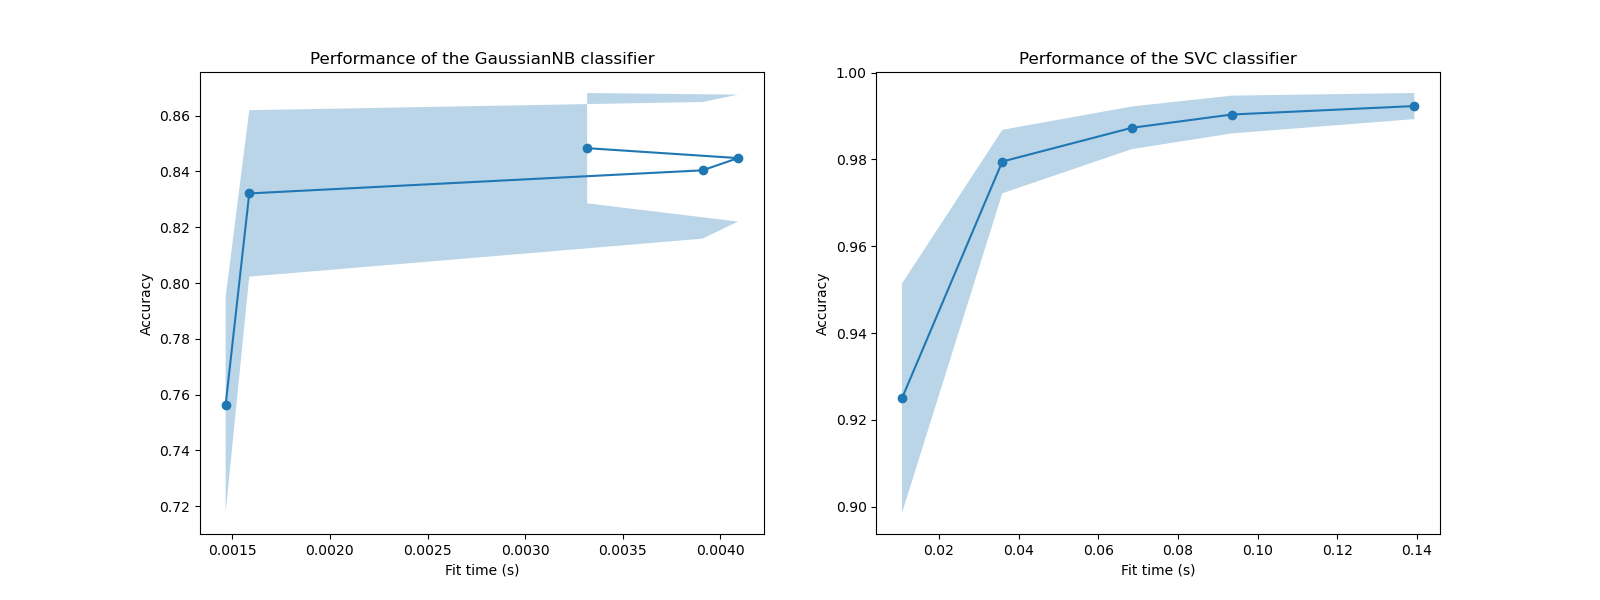 Performance of the GaussianNB classifier
Accuracy
0.86
0.84
0.82
0.80
0.78
0.76
0.74
0.72
0.0015 0.0020 0.0025 0.0030 0.0035 0.0040
Fit time (s)
Performance of the SVC classifier
Accuracy
1.00
0.98
0.96
0.94
0.92
0.90
0.02 0.04 0.06 0.08 0.10 0.12 0.14
Fit time (s)